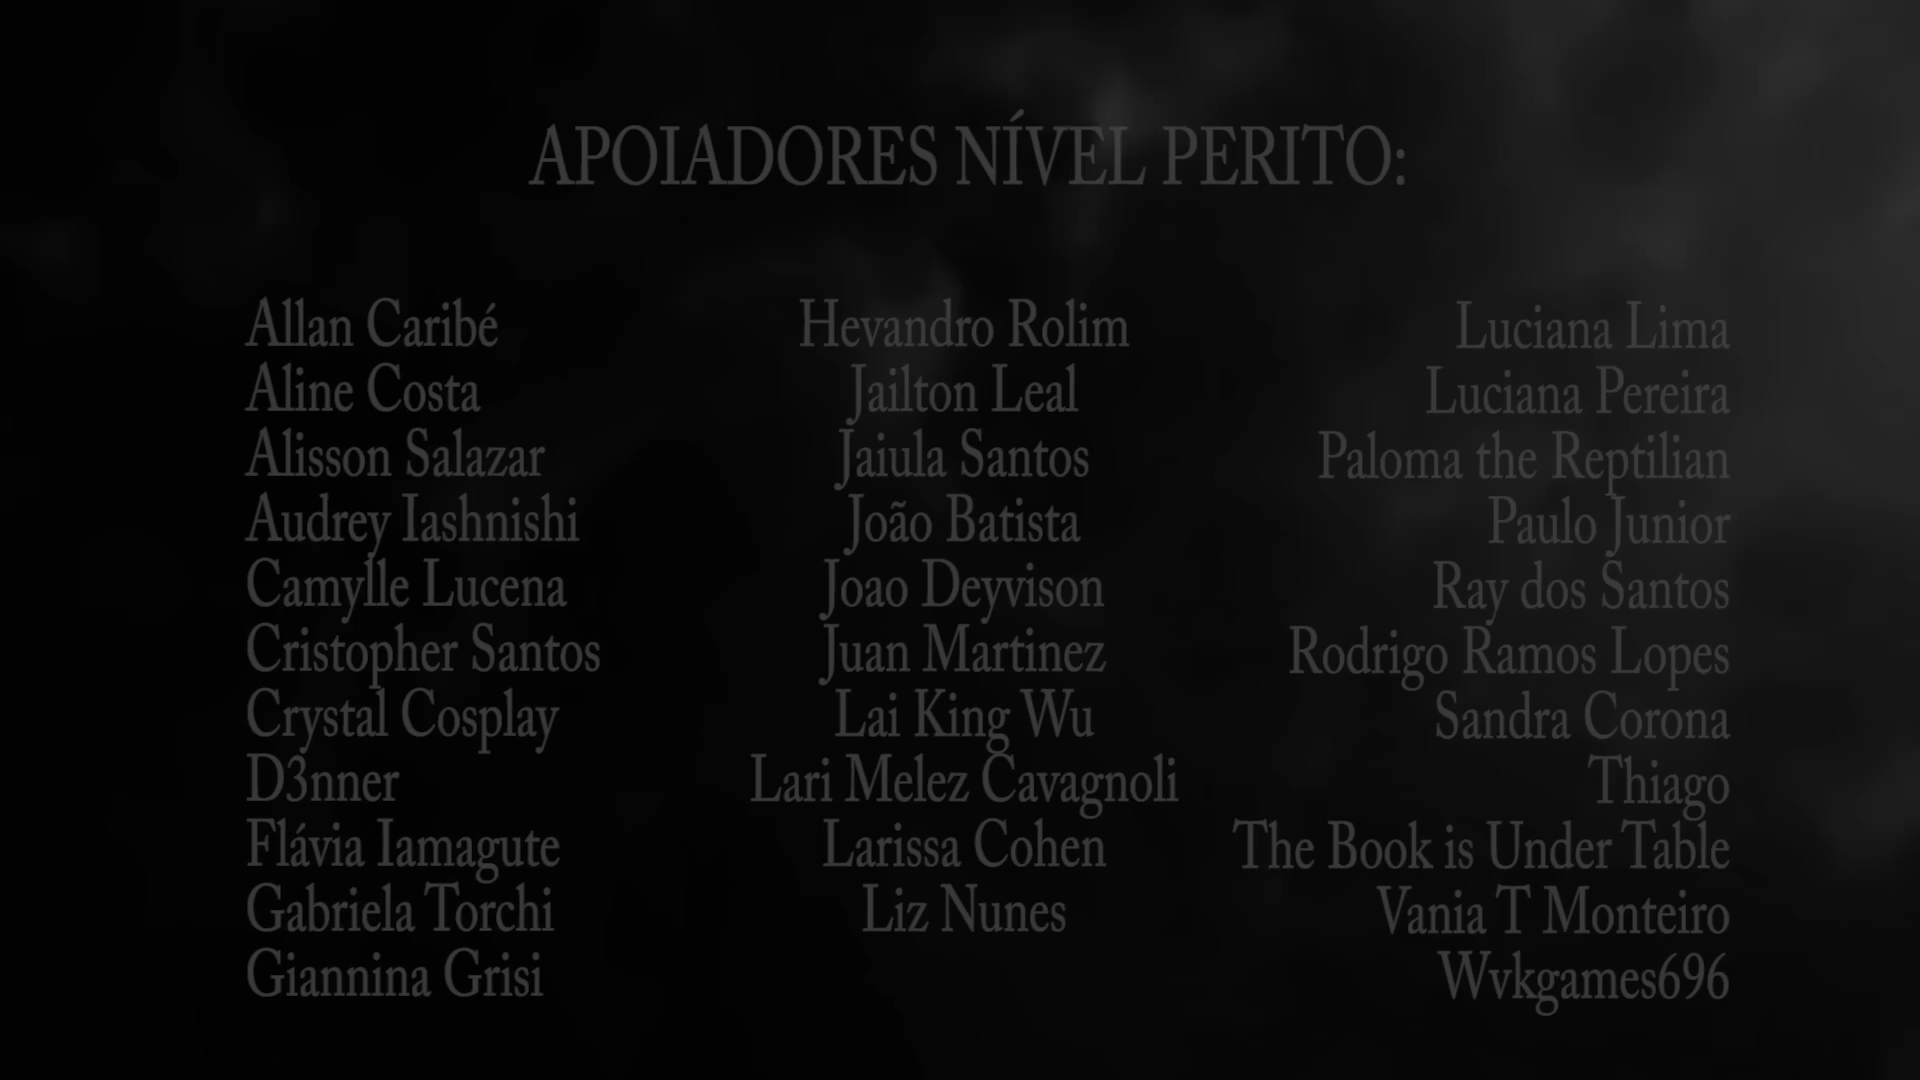 APOIADORES NÍVEL PERITO:
Allan Caribé
Aline Costa
Alisson Salazar
Audrey Iashnishi
Camylle Lucena
Cristopher Santos
Crystal Cosplay
D3nner
Flávia Iamagute
Gabriela Torchi
Giannina Grisi
Hevandro Rolim
Jailton Leal
Jaiula Santos
João Batista
Joao Deyvison
Juan Martinez
Lai King Wu
Lari Melez Cavagnoli
Larissa Cohen
Liz Nunes
Luciana Lima
Luciana Pereira
Paloma the Reptilian
Paulo Junior
Ray dos Santos
Rodrigo Ramos Lopes
Sandra Corona
Thiago
The Book is Under Table
Vania T Monteiro
Wvkgames696